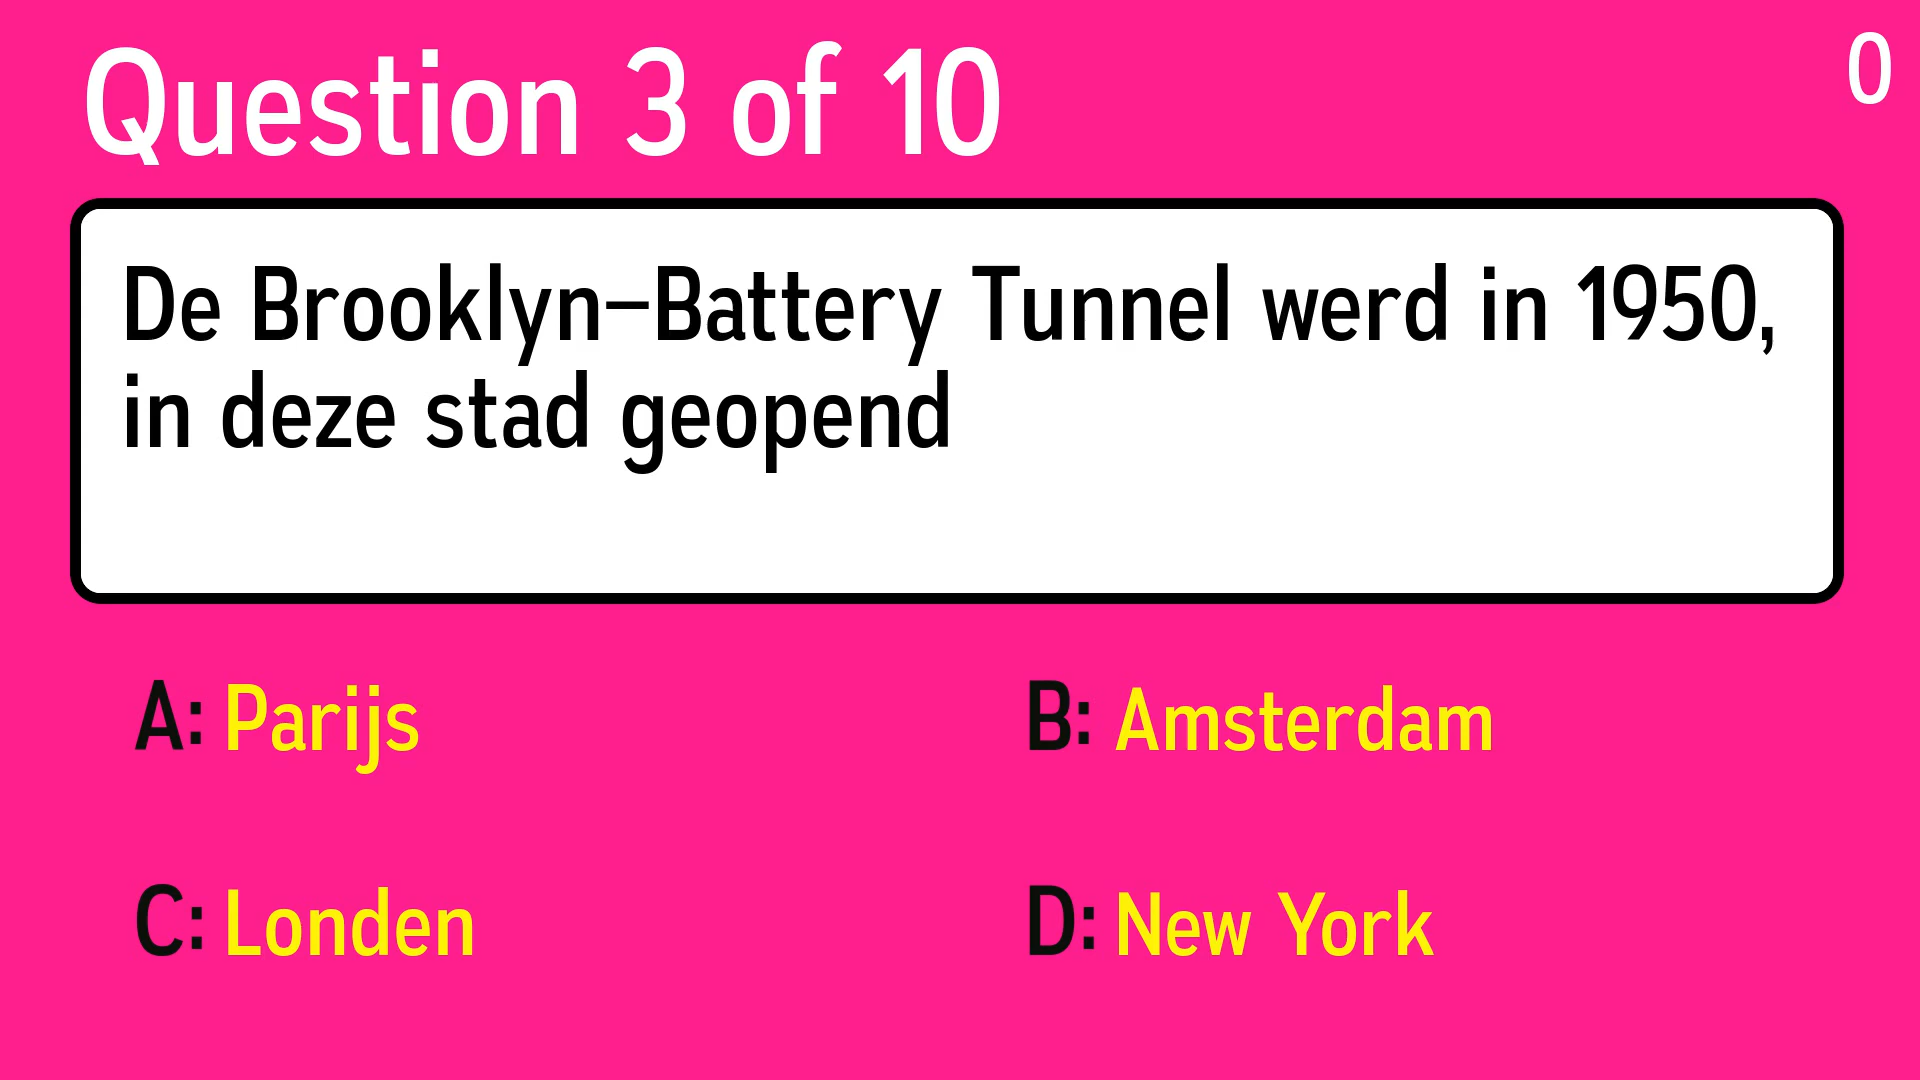 Question 3 of 10
0
De Brooklyn-Battery Tunnel werd in 1950,
in deze stad geopend
A: Parijs
B: Amsterdam
C: Londen
D: New York